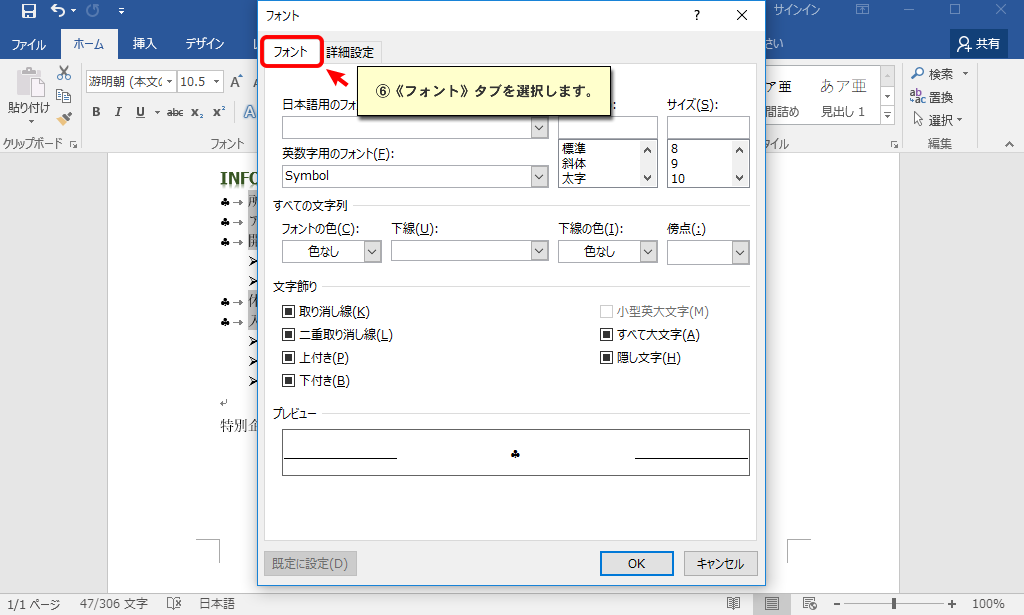 フォント
サインイン
ファイル
ホーム
挿入
デザイン
さい
共有
フォント
詳細設定
⑥《フォント》タブを選択します。
貼り付け
游明朝 (本文の
10.5
A
B I U abc x₂ x²
A
日本語用のフォ
サイズ(S):
英数字用のフォント(F):
Symbol
標準
斜体
太字
8
9
10
ア亜
あア亜
間詰め
見出し 1
検索
置換
選択
クリップボード
フォント
イル
編集
すべての文字列
フォントの色(C):
下線(U):
下線の色(I):
傍点(:)
色なし
色なし
文字飾り
取り消し線(K)
小型英大文字(M)
二重取り消し線(L)
すべて大文字(A)
上付き(P)
隠し文字(H)
下付き(B)
プレビュー
♣
INFO
特別企
既定に設定(D)
OK
キャンセル
1/1 ページ
47/306 文字
日本語
100%